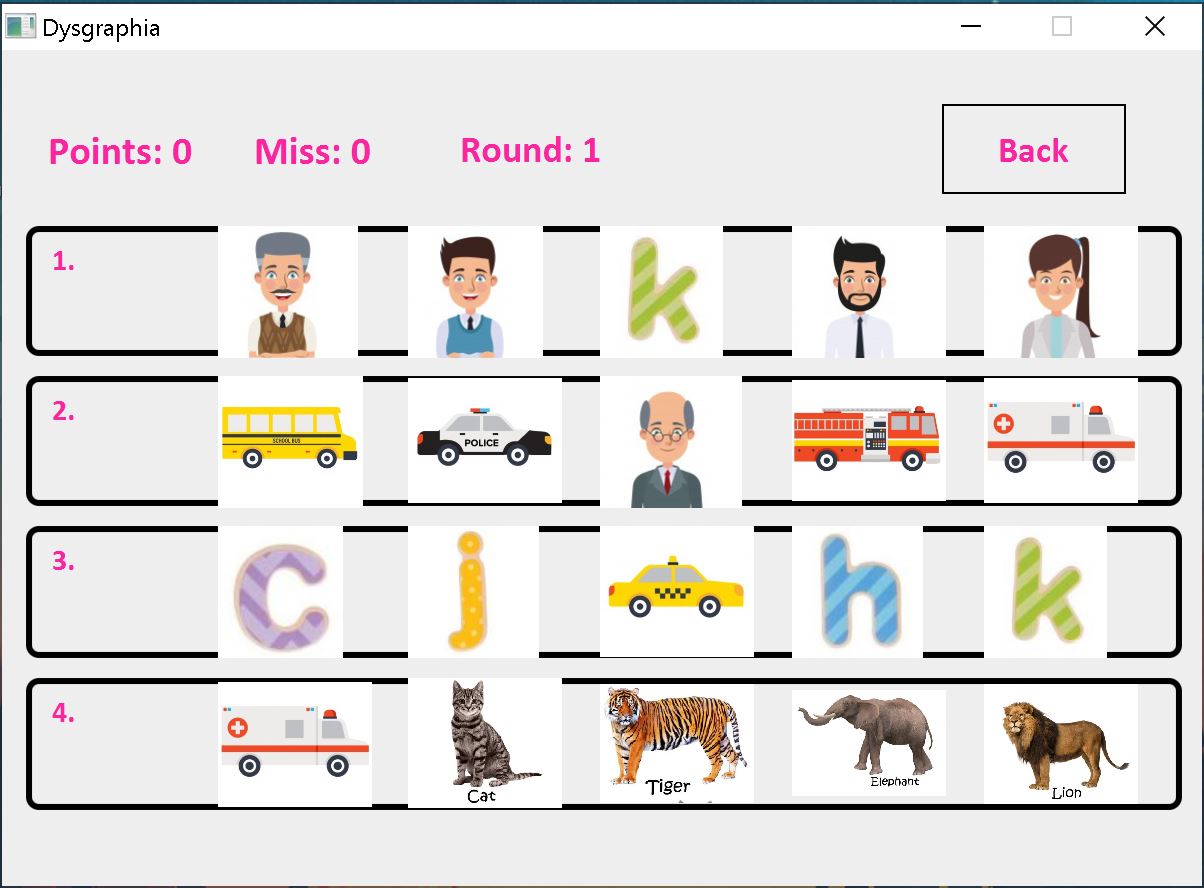 Dysgraphia
Points: 0 Miss: 0 Round: 1 Back
1.
k
2.
SCHOOL BUS POLICE
3.
c j h k
4.
Cat Tiger Elephant Lion